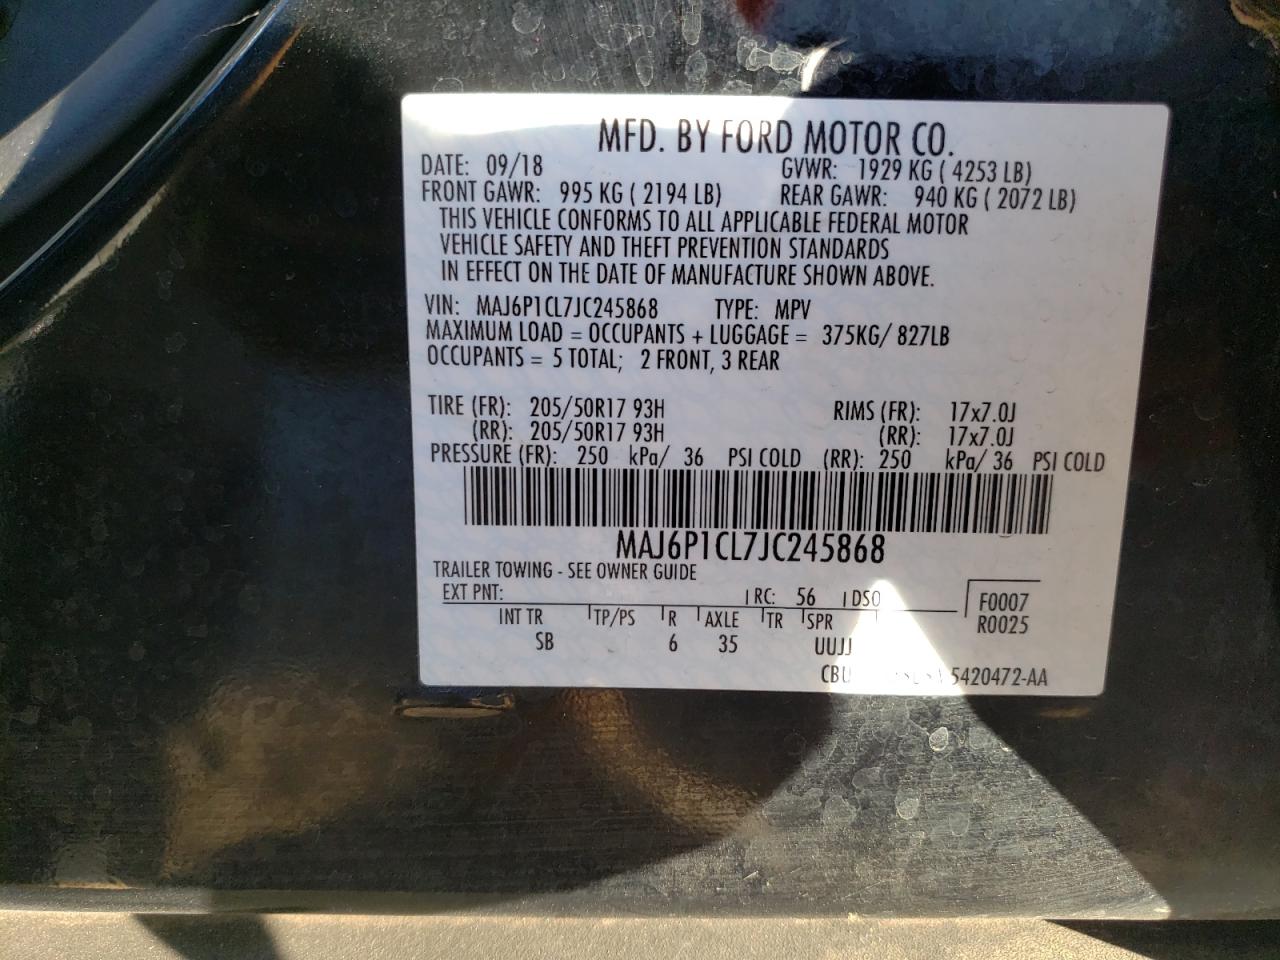 MFD. BY FORD MOTOR CO.
DATE: 09/18 GVWR: 1929 KG ( 4253 LB)
FRONT GAWR: 995 KG ( 2194 LB) REAR GAWR: 940 KG ( 2072 LB)
THIS VEHICLE CONFORMS TO ALL APPLICABLE FEDERAL MOTOR
VEHICLE SAFETY AND THEFT PREVENTION STANDARDS
IN EFFECT ON THE DATE OF MANUFACTURE SHOWN ABOVE.
VIN: MAJ6P1CL7JC245868 TYPE: MPV
MAXIMUM LOAD = OCCUPANTS + LUGGAGE = 375KG/ 827LB
OCCUPANTS = 5 TOTAL; 2 FRONT, 3 REAR
TIRE (FR): 205/50R17 93H RIMS (FR): 17x7.0J
(RR): 205/50R17 93H (RR): 17x7.0J
PRESSURE (FR): 250 kPa/ 36 PSI COLD (RR): 250 kPa/ 36 PSI COLD
MAJ6P1CL7JC245868
TRAILER TOWING - SEE OWNER GUIDE
EXT PNT: RC: 56 DSO F0007
INT TR TP/PS R AXLE TR SPR R0025
SB 6 35 UUJJ
5420472-AA